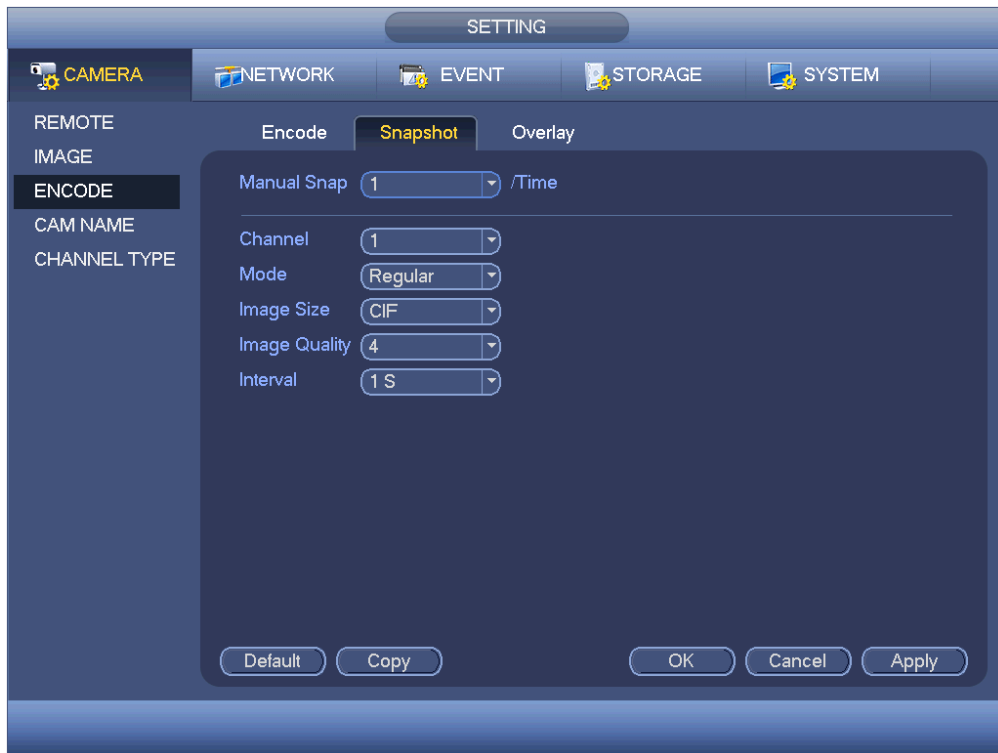 SETTING
CAMERA NETWORK EVENT STORAGE SYSTEM
REMOTE
IMAGE
ENCODE
CAM NAME
CHANNEL TYPE
Encode Snapshot Overlay
Manual Snap 1 /Time
Channel 1
Mode Regular
Image Size CIF
Image Quality 4
Interval 1 S
Default Copy OK Cancel Apply